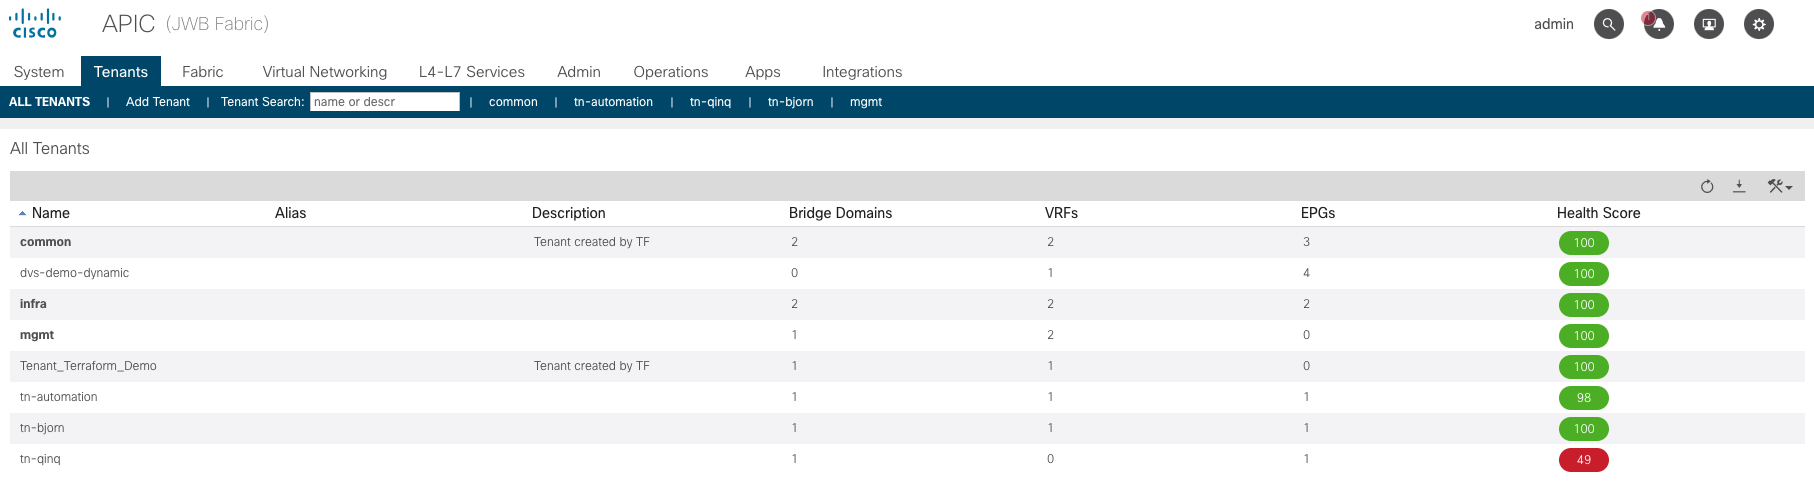 cisco APIC (JWB Fabric) admin 1
System Tenants Fabric Virtual Networking L4-L7 Services Admin Operations Apps Integrations
ALL TENANTS | Add Tenant | Tenant Search: name or descr | common | tn-automation | tn-qinq | tn-bjorn | mgmt
All Tenants
Name Alias Description Bridge Domains VRFs EPGs Health Score
common Tenant created by TF 2 2 3 100
dvs-demo-dynamic 0 1 4 100
infra 2 2 2 100
mgmt 1 2 0 100
Tenant_Terraform_Demo Tenant created by TF 1 1 0 100
tn-automation 1 1 1 98
tn-bjorn 1 1 1 100
tn-qinq 1 0 1 49